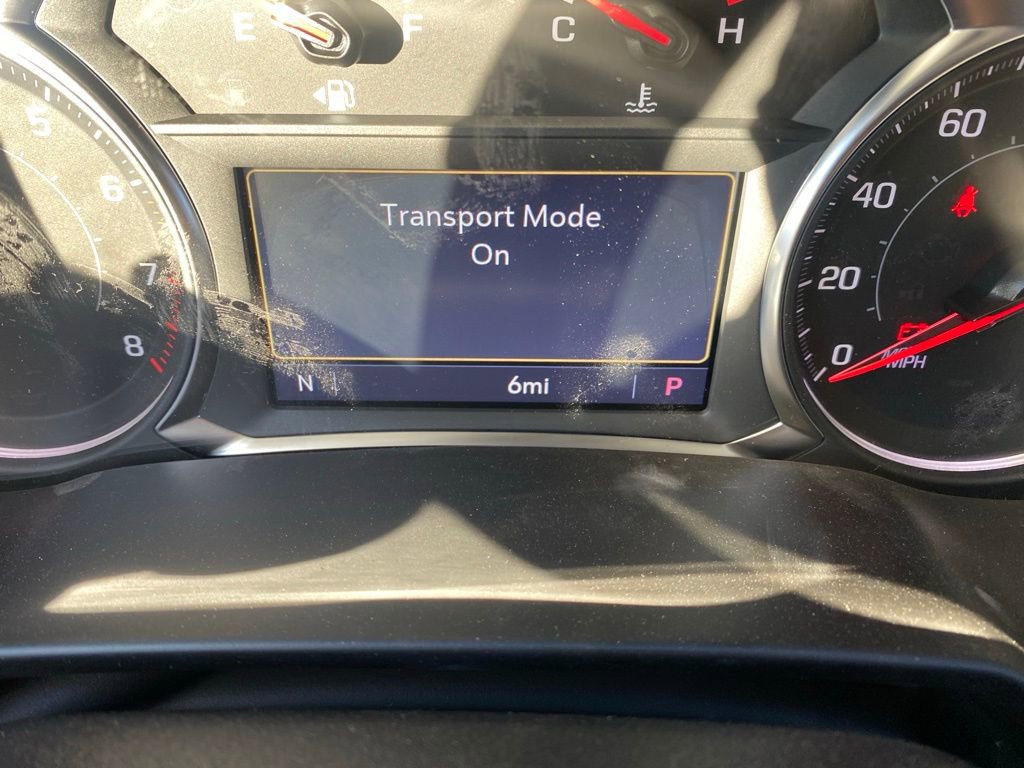 E F C H
5 6 7 8
Transport Mode
On
N 6mi P
60
40
20
0
MPH